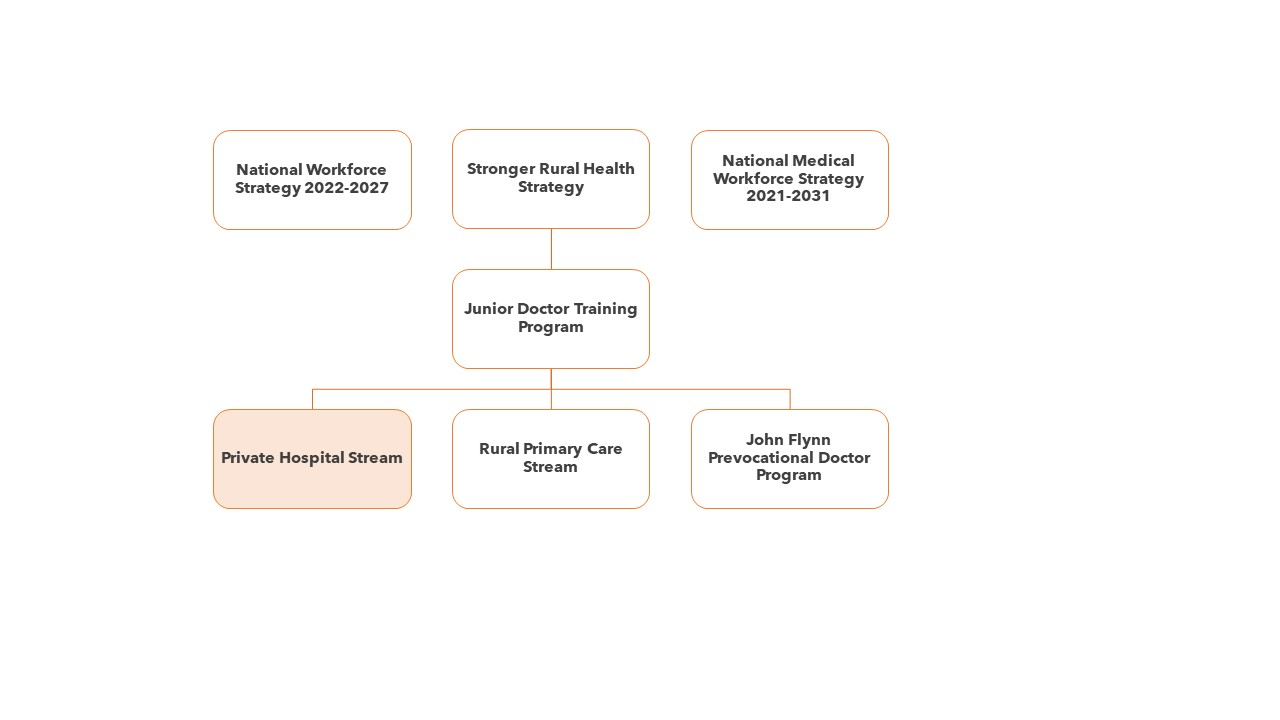 National Workforce
Strategy 2022-2027
Stronger Rural Health
Strategy
National Medical
Workforce Strategy
2021-2031
Junior Doctor Training
Program
Private Hospital Stream
Rural Primary Care
Stream
John Flynn
Prevocational Doctor
Program